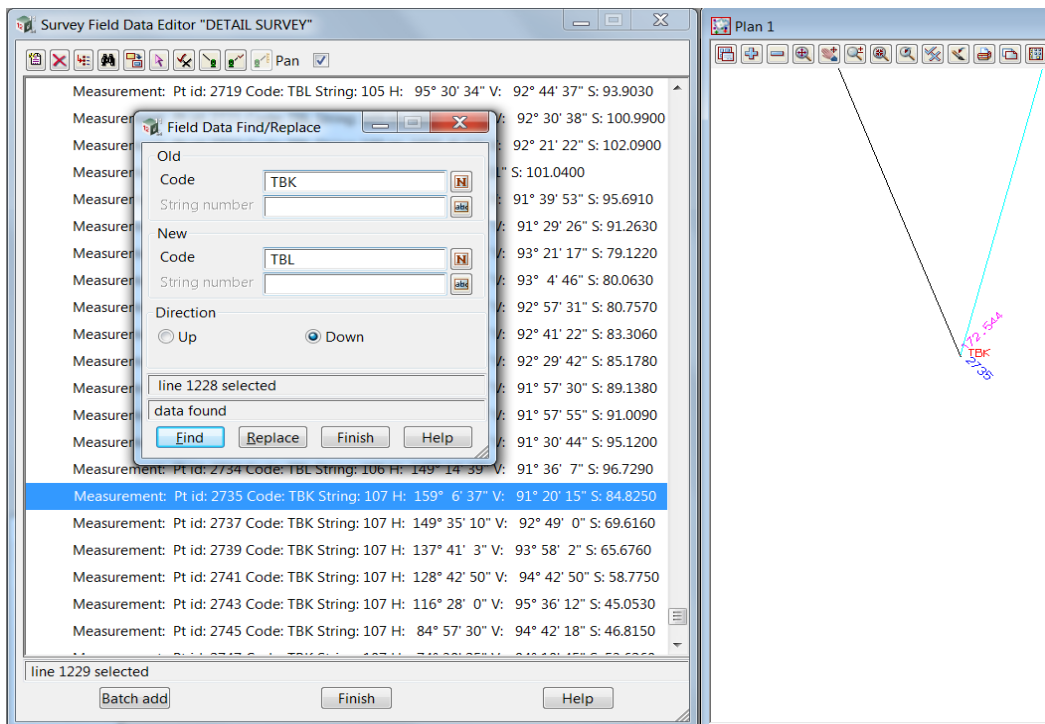 Survey Field Data Editor "DETAIL SURVEY"
Pan
Measurement: Pt id: 2719 Code: TBL String: 105 H: 95° 30' 34" V: 92° 44' 37" S: 93.9030
Measurer V: 92° 30' 38" S: 100.9900
Measurer : 92° 21' 22" S: 102.0900
Measurer " S: 101.0400
Measurer : 91° 39' 53" S: 95.6910
Measurer V: 91° 29' 26" S: 91.2630
Measurer V: 93° 21' 17" S: 79.1220
Measurer V: 93° 4' 46" S: 80.0630
Measurer V: 92° 57' 31" S: 80.7570
Measurer V: 92° 41' 22" S: 83.3060
Measurer V: 92° 29' 42" S: 85.1780
Measurer V: 91° 57' 30" S: 89.1380
Measurer V: 91° 57' 55" S: 91.0090
Measurer V: 91° 30' 44" S: 95.1200
Measurement: Pt id: 2734 Code: TBL String: 106 H: 149° 14' 39" V: 91° 36' 7" S: 96.7290
Measurement: Pt id: 2735 Code: TBK String: 107 H: 159° 6' 37" V: 91° 20' 15" S: 84.8250
Measurement: Pt id: 2737 Code: TBK String: 107 H: 149° 35' 10" V: 92° 49' 0" S: 69.6160
Measurement: Pt id: 2739 Code: TBK String: 107 H: 137° 41' 3" V: 93° 58' 2" S: 65.6760
Measurement: Pt id: 2741 Code: TBK String: 107 H: 128° 42' 50" V: 94° 42' 50" S: 58.7750
Measurement: Pt id: 2743 Code: TBK String: 107 H: 116° 28' 0" V: 95° 36' 12" S: 45.0530
Measurement: Pt id: 2745 Code: TBK String: 107 H: 84° 57' 30" V: 94° 42' 18" S: 46.8150
line 1229 selected
Batch add
Finish
Help
Field Data Find/Replace
Old
Code
TBK
N
String number
abc
New
Code
TBL
N
String number
abc
Direction
Up
Down
line 1228 selected
data found
Find
Replace
Finish
Help
Plan 1
172.544
TBK
2735